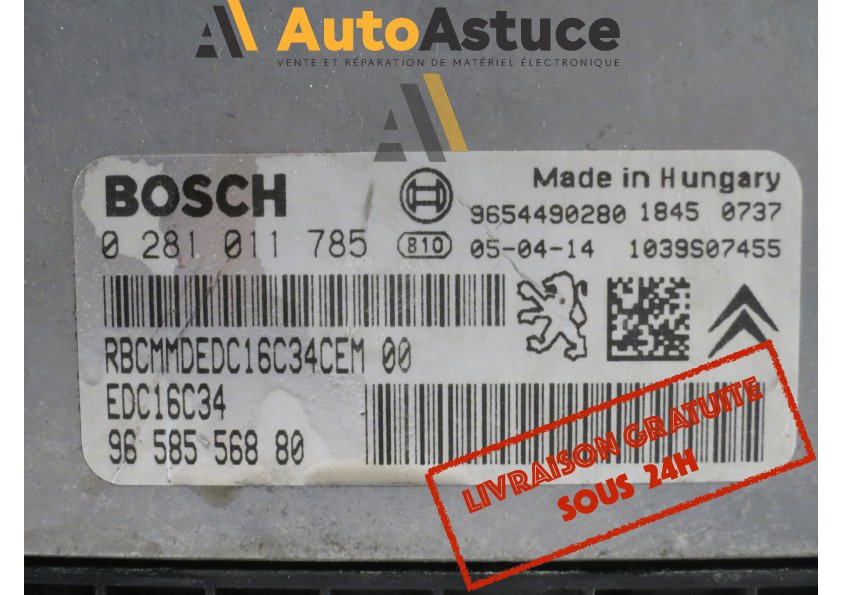 AutoAstuce
VENTE ET RÉPARATION DE MATÉRIEL ÉLECTRONIQUE
BOSCH
Made in Hungary
9654490280 1845 0737
0 281 011 785 810 05-04-14 1039S07455
RBCMMDEDC16C34CEM 00
EDC16C34
96 585 568 80
LIVRAISON GRATUITE
SOUS 24H